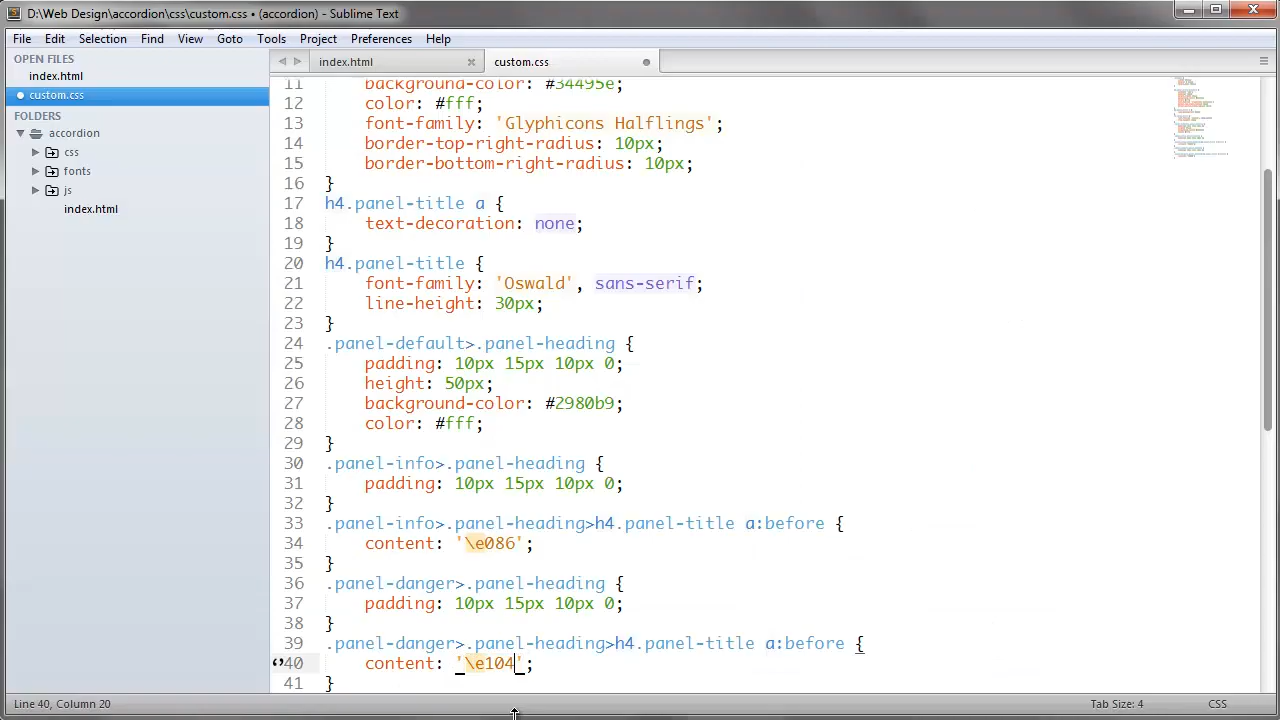 D:\Web Design\accordion\css\custom.css • (accordion) - Sublime Text
File Edit Selection Find View Goto Tools Project Preferences Help
OPEN FILES
index.html
custom.css
FOLDERS
accordion
css
fonts
js
index.html
index.html custom.css
11 background-color: #34495e;
12 color: #fff;
13 font-family: 'Glyphicons Halflings';
14 border-top-right-radius: 10px;
15 border-bottom-right-radius: 10px;
16 }
17 h4.panel-title a {
18 text-decoration: none;
19 }
20 h4.panel-title {
21 font-family: 'Oswald', sans-serif;
22 line-height: 30px;
23 }
24 .panel-default>.panel-heading {
25 padding: 10px 15px 10px 0;
26 height: 50px;
27 background-color: #2980b9;
28 color: #fff;
29 }
30 .panel-info>.panel-heading {
31 padding: 10px 15px 10px 0;
32 }
33 .panel-info>.panel-heading>h4.panel-title a:before {
34 content: '\e086';
35 }
36 .panel-danger>.panel-heading {
37 padding: 10px 15px 10px 0;
38 }
39 .panel-danger>.panel-heading>h4.panel-title a:before {
40 content: '\e104';
41 }
Line 40, Column 20 Tab Size: 4 CSS